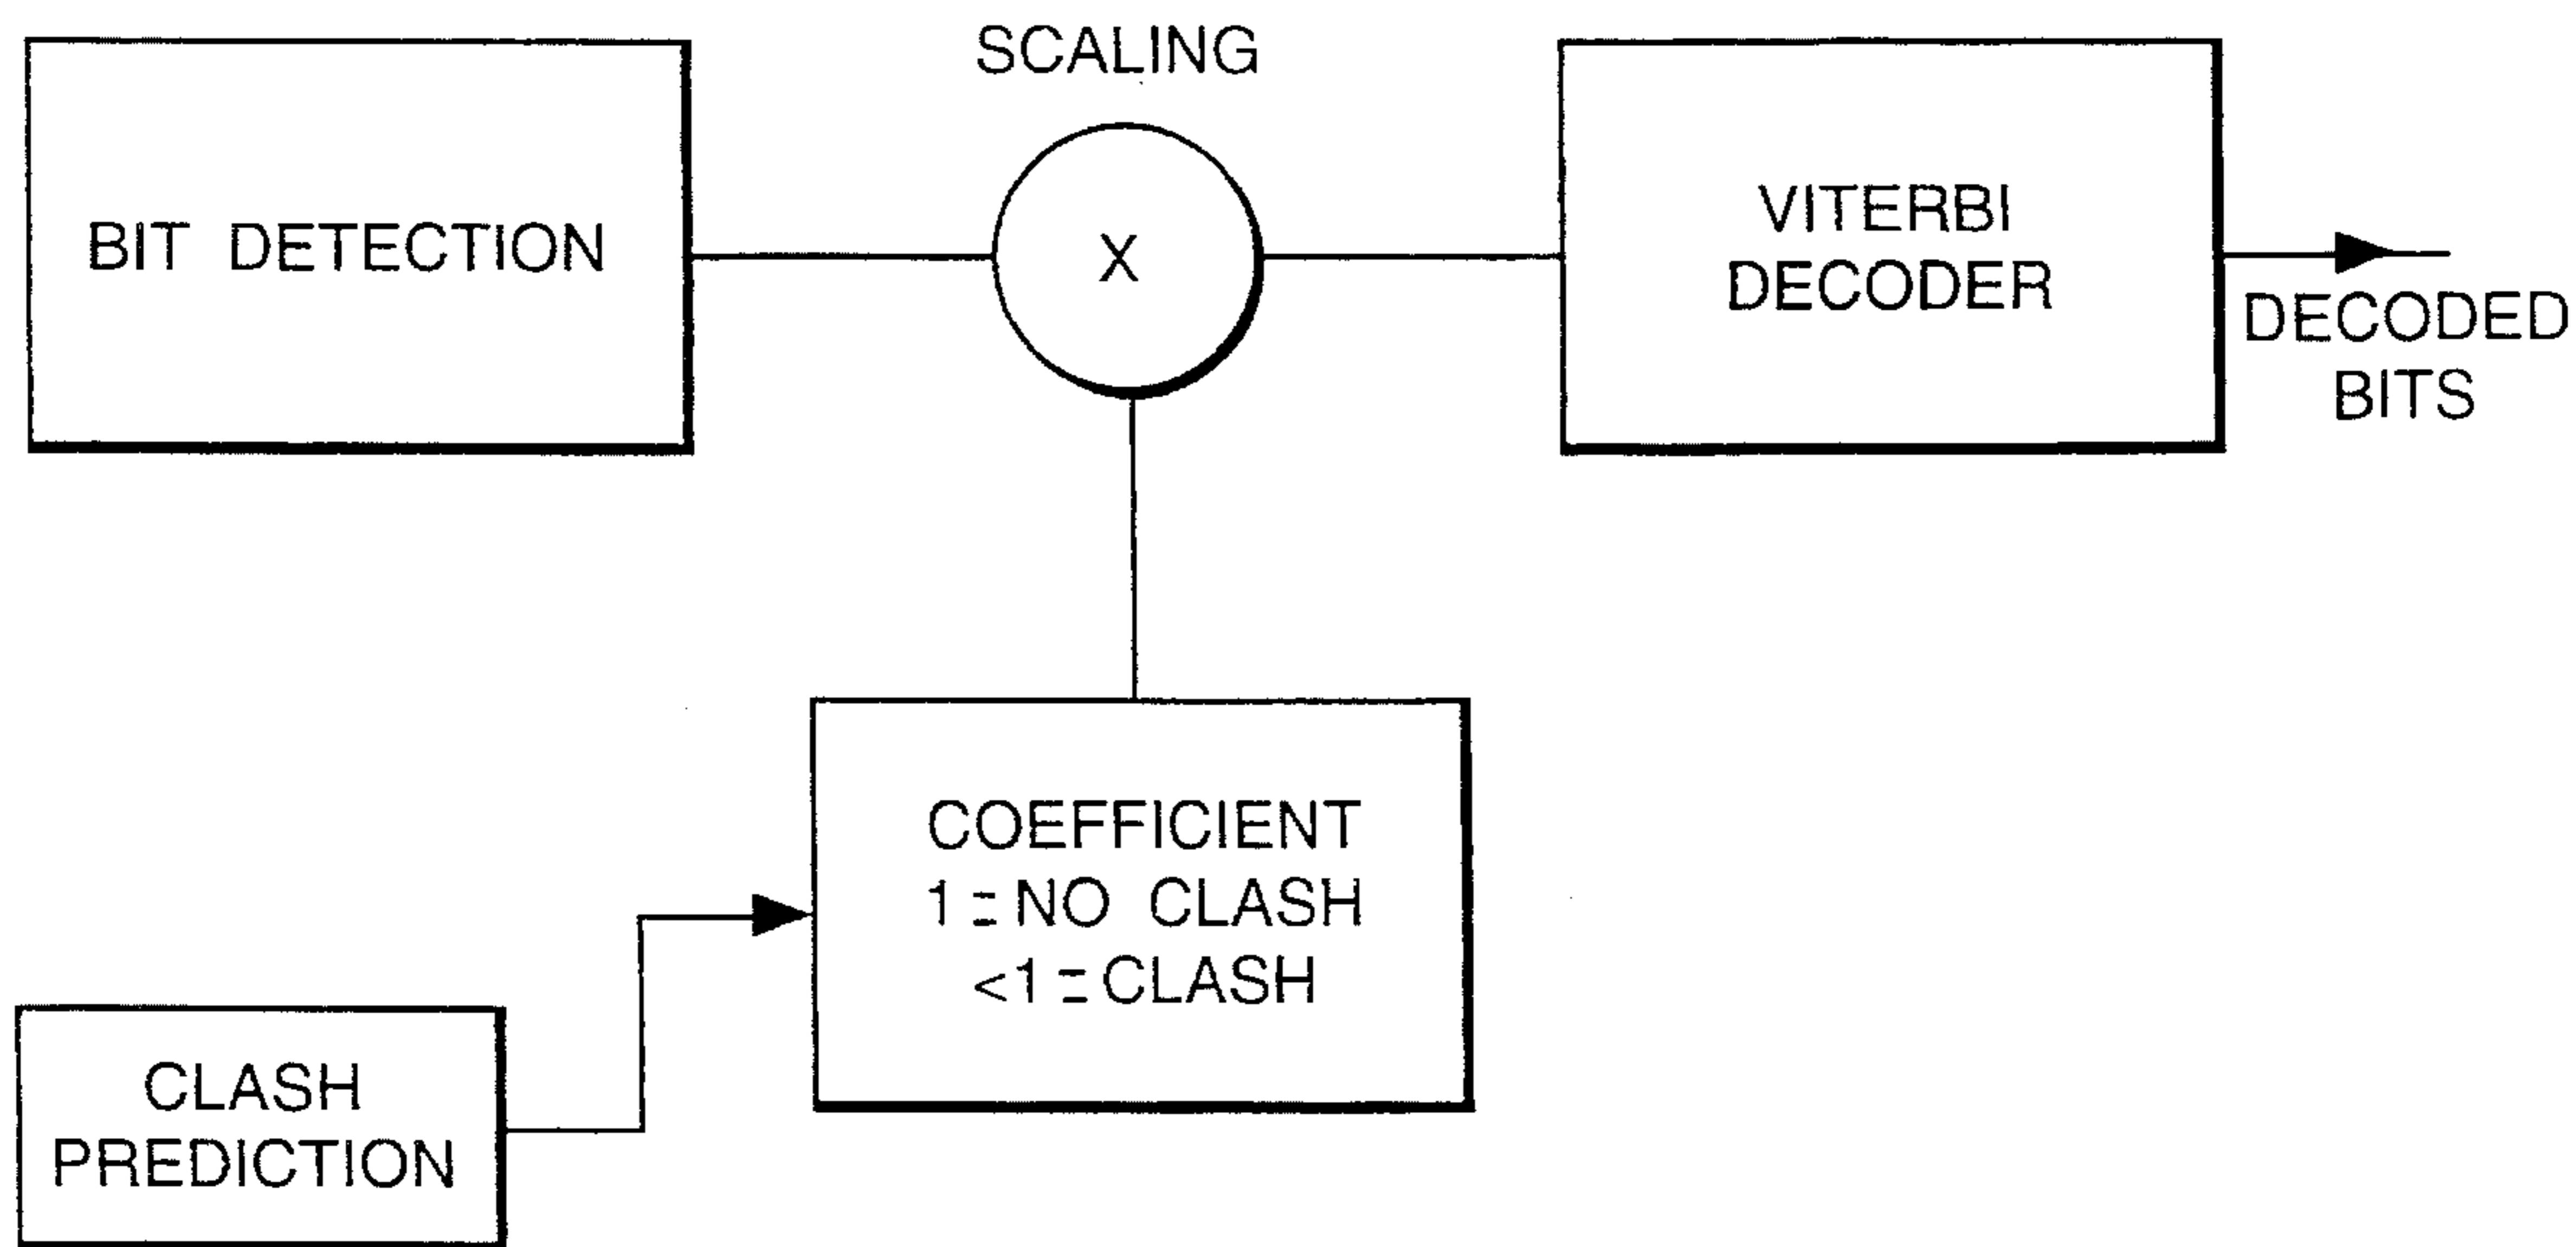 SCALING
BIT DETECTION
X
VITERBI
DECODER
DECODED
BITS
COEFFICIENT
1 ≡ NO CLASH
<1 ≡ CLASH
CLASH
PREDICTION